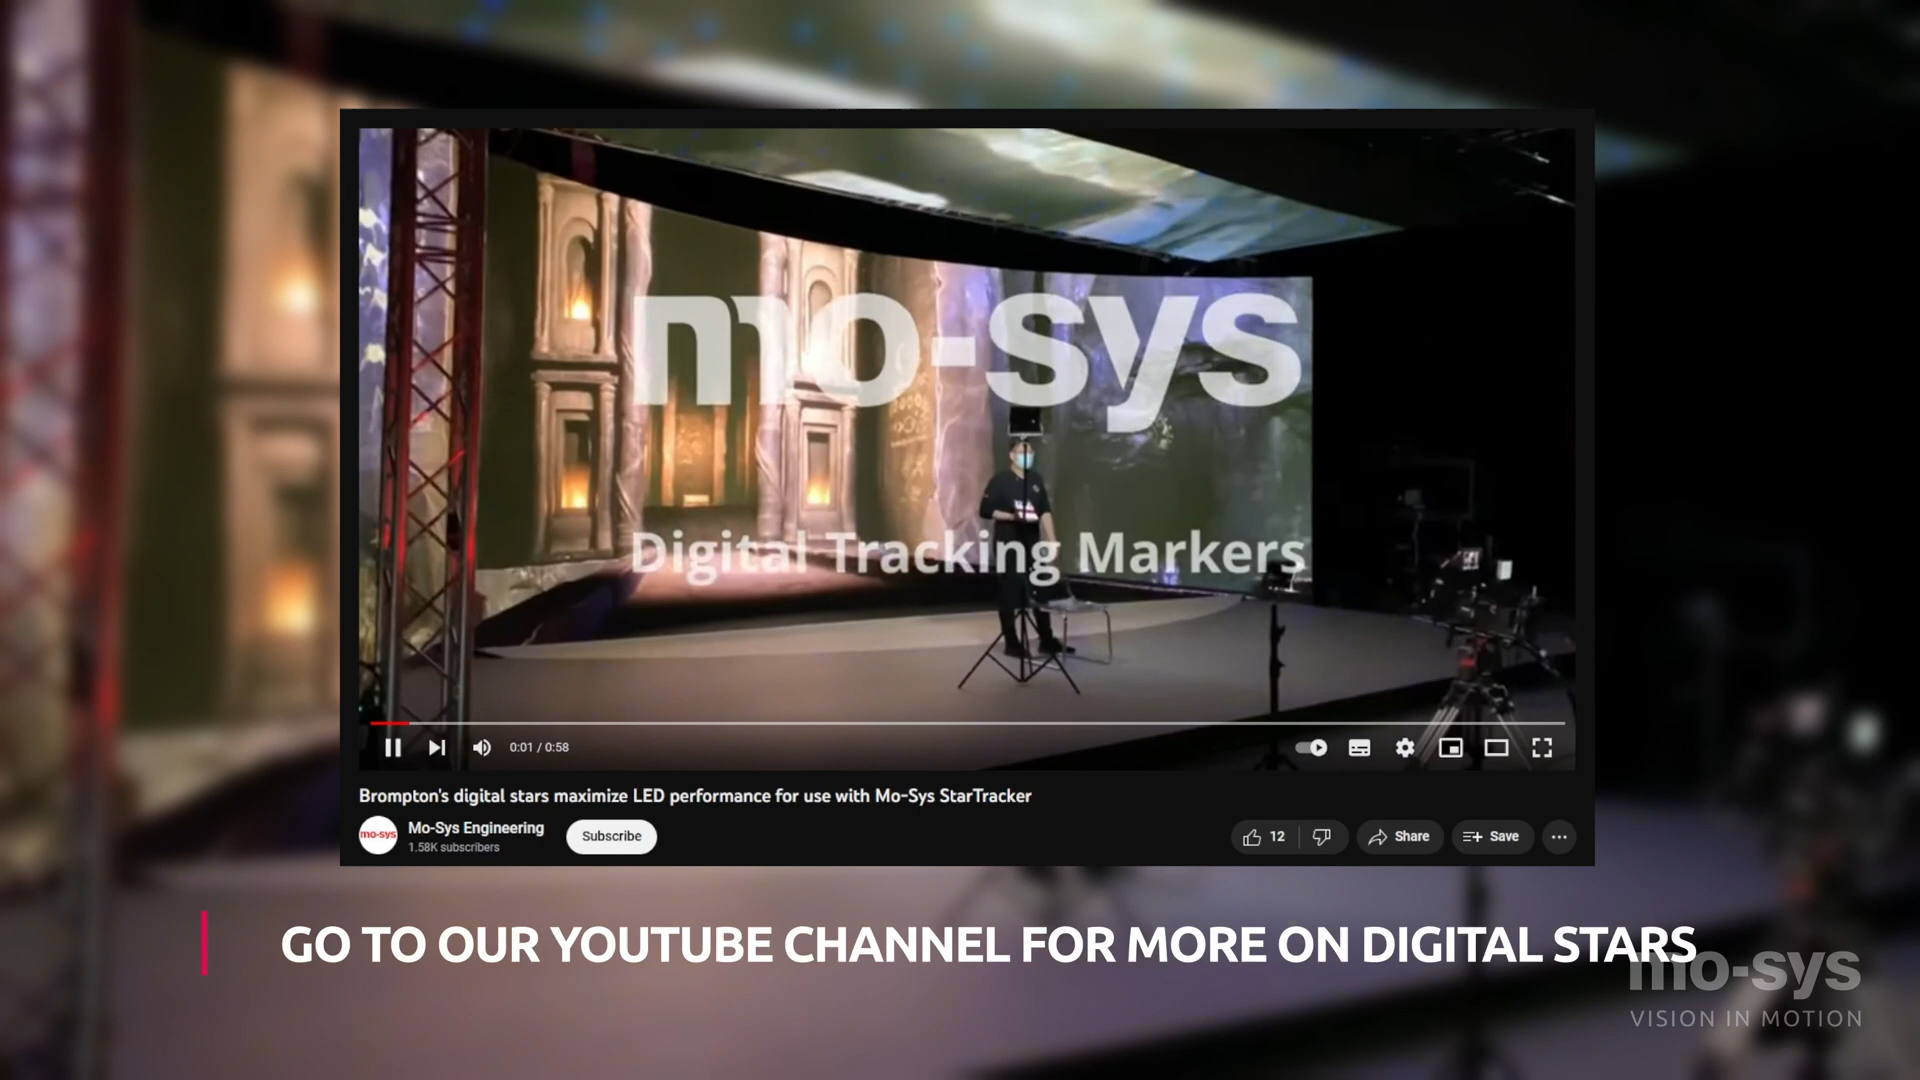 mo-sys
Digital Tracking Markers
0:01 / 0:58
Brompton's digital stars maximize LED performance for use with Mo-Sys StarTracker
mo-sys
Mo-Sys Engineering
1.58K subscribers
Subscribe
12
Share
Save
GO TO OUR YOUTUBE CHANNEL FOR MORE ON DIGITAL STARS
mo-sys
VISION IN MOTION